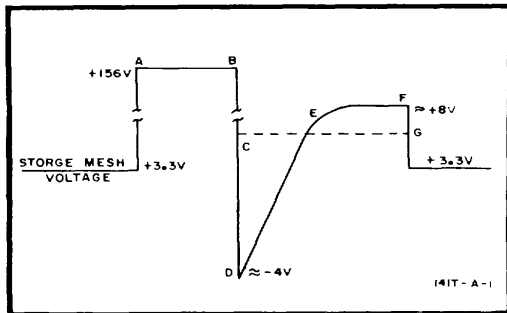 A B
+156V
E F
≈ +8V
C G
STORGE MESH
VOLTAGE
+3.3V
+3.3V
D ≈ -4V
141T-A-1